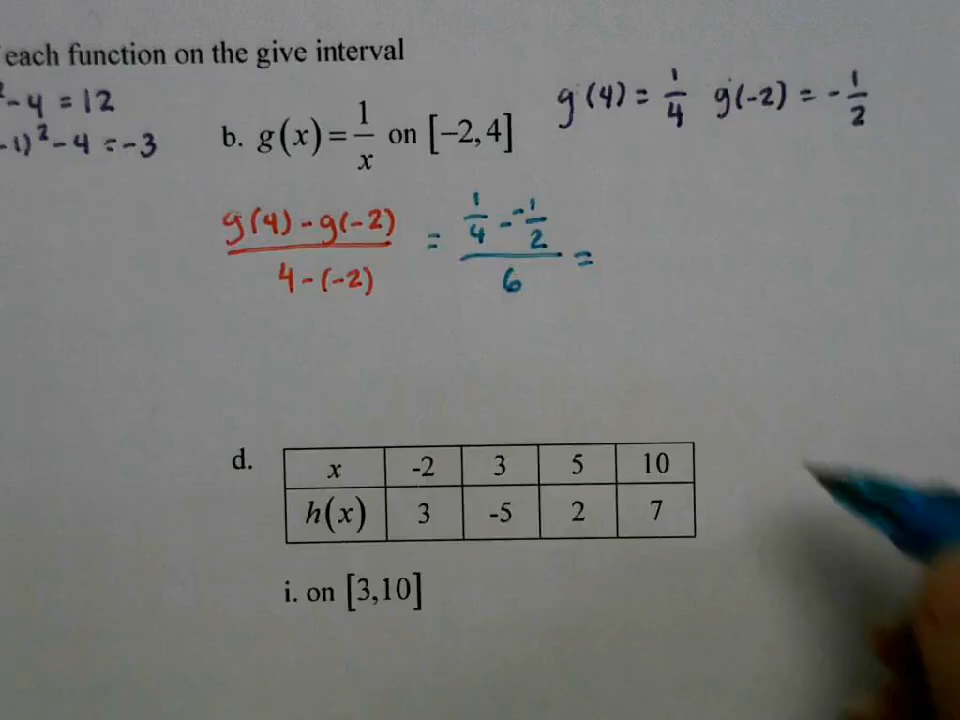 each function on the give interval
² - 4 = 12
-1)² - 4 = -3
b. g(x) = 1/x on [-2, 4]
g(4) = 1/4 g(-2) = -1/2
g(4) - g(-2) / 4 - (-2) = 1/4 - -1/2 / 6 =
d.
x -2 3 5 10
h(x) 3 -5 2 7
i. on [3,10]